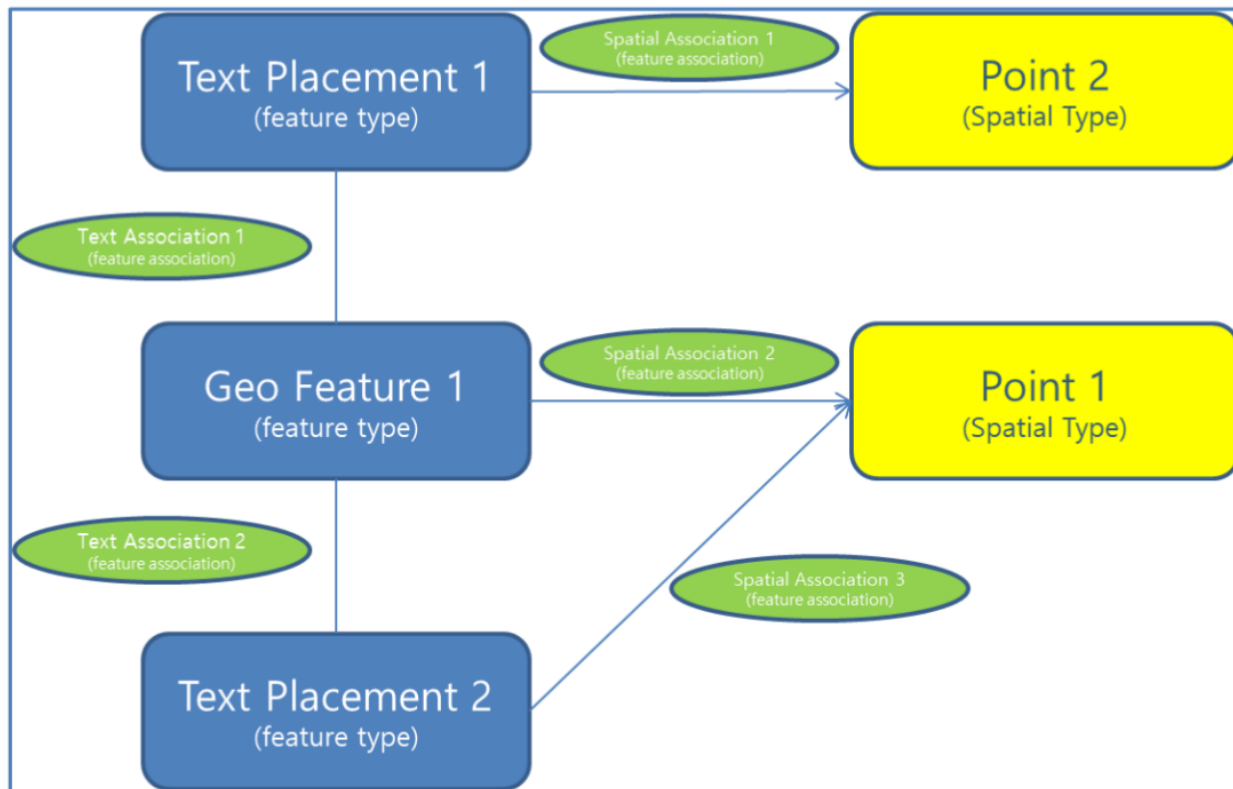 Text Placement 1
(feature type)
Spatial Association 1
(feature association)
Point 2
(Spatial Type)
Text Association 1
(feature association)
Geo Feature 1
(feature type)
Spatial Association 2
(feature association)
Point 1
(Spatial Type)
Text Association 2
(feature association)
Spatial Association 3
(feature association)
Text Placement 2
(feature type)